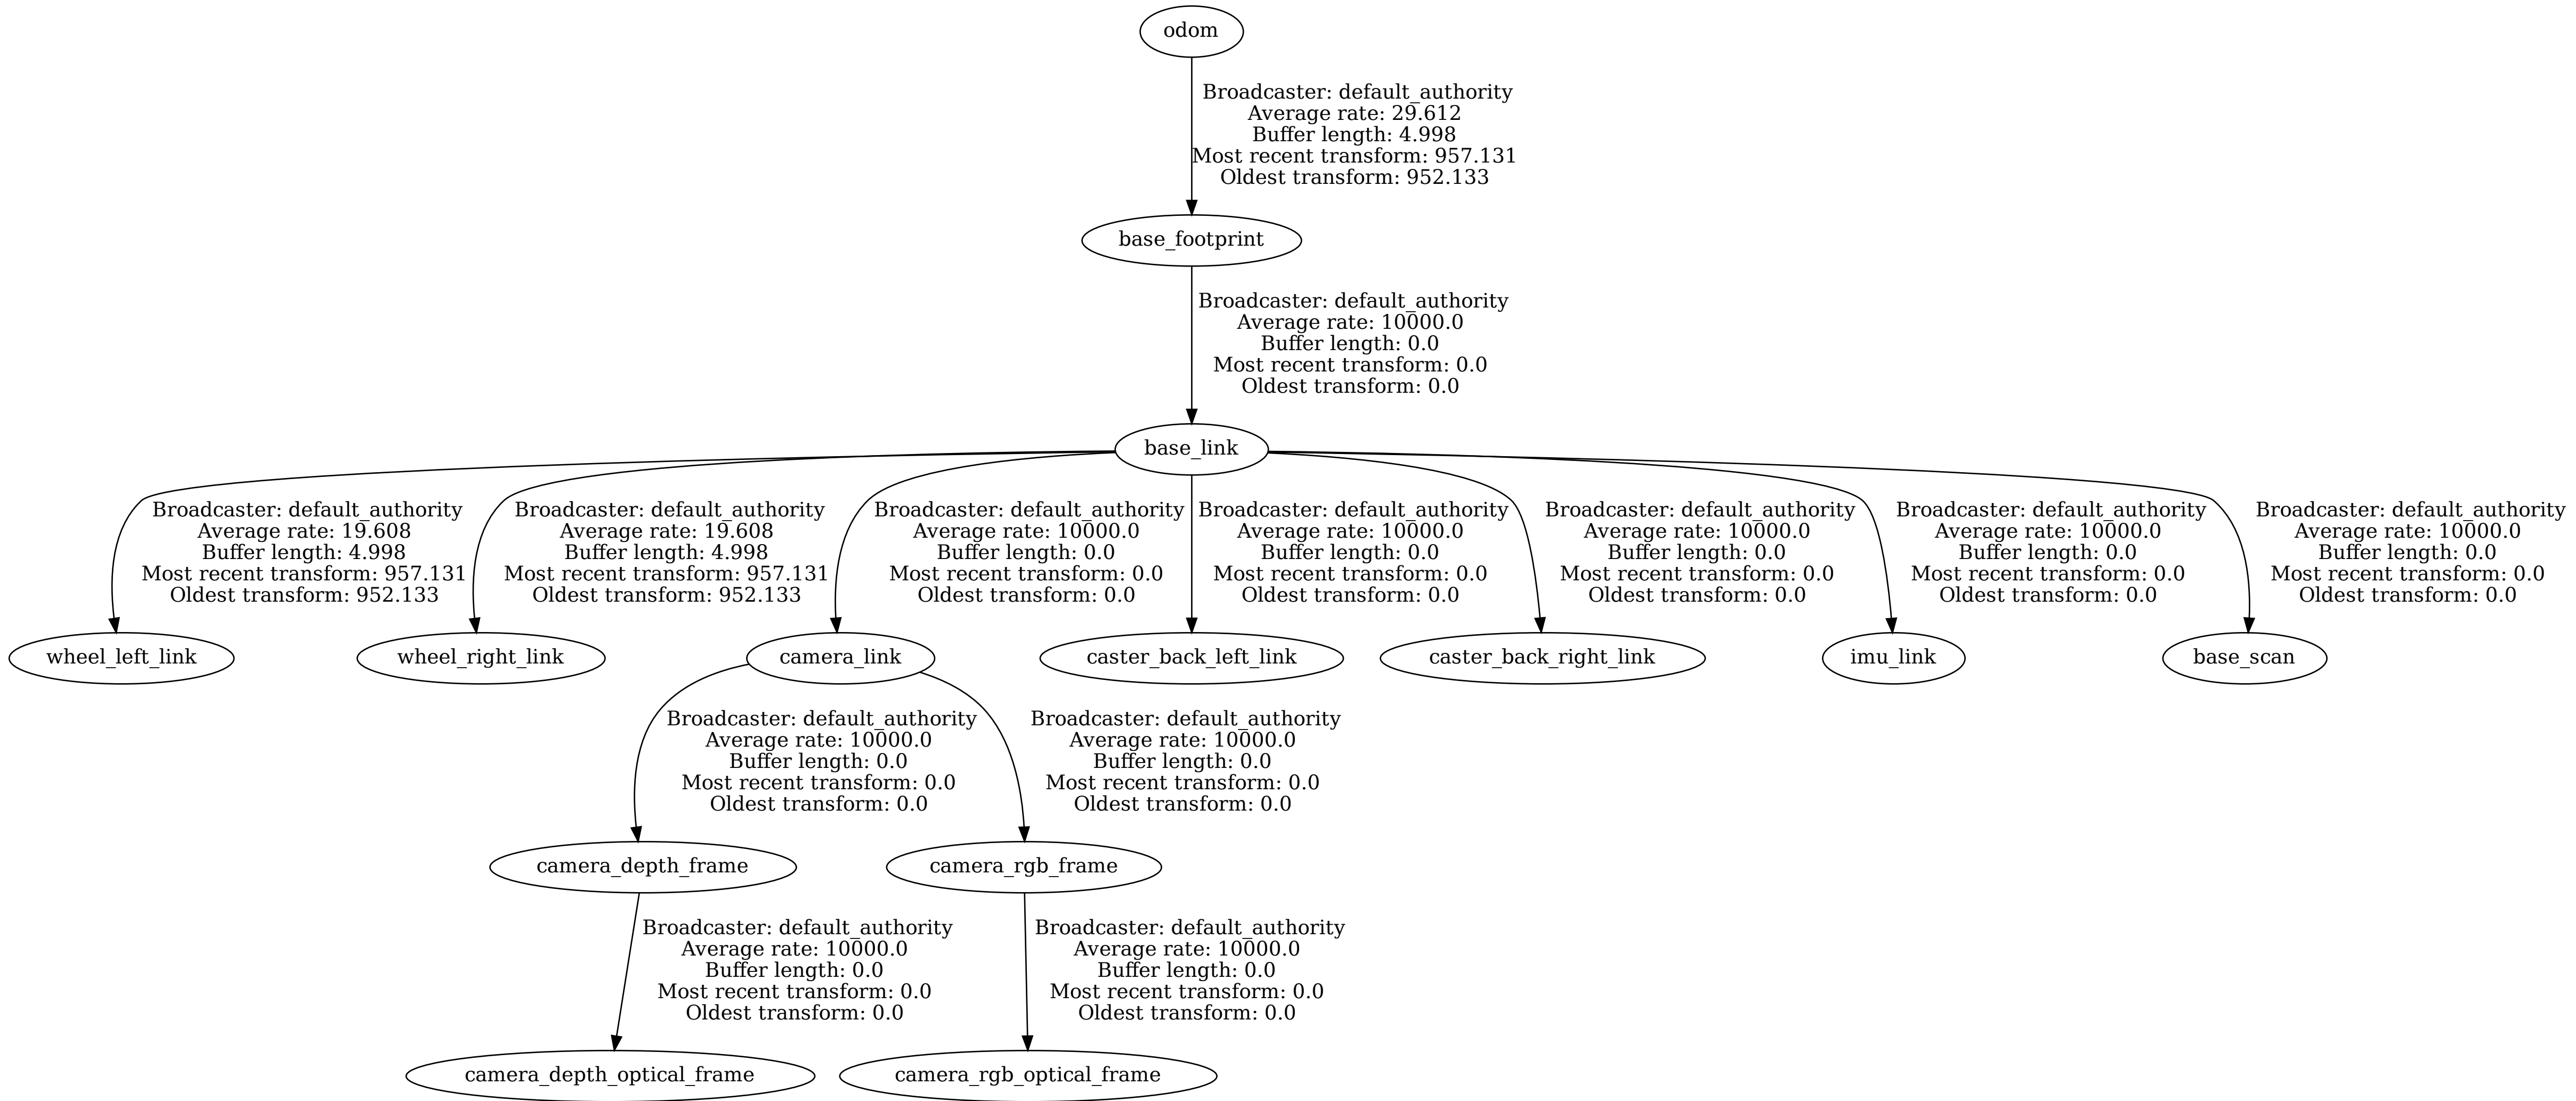 odom
Broadcaster: default_authority
Average rate: 29.612
Buffer length: 4.998
Most recent transform: 957.131
Oldest transform: 952.133
base_footprint
Broadcaster: default_authority
Average rate: 10000.0
Buffer length: 0.0
Most recent transform: 0.0
Oldest transform: 0.0
base_link
Broadcaster: default_authority
Average rate: 19.608
Buffer length: 4.998
Most recent transform: 957.131
Oldest transform: 952.133
Broadcaster: default_authority
Average rate: 19.608
Buffer length: 4.998
Most recent transform: 957.131
Oldest transform: 952.133
Broadcaster: default_authority
Average rate: 10000.0
Buffer length: 0.0
Most recent transform: 0.0
Oldest transform: 0.0
Broadcaster: default_authority
Average rate: 10000.0
Buffer length: 0.0
Most recent transform: 0.0
Oldest transform: 0.0
Broadcaster: default_authority
Average rate: 10000.0
Buffer length: 0.0
Most recent transform: 0.0
Oldest transform: 0.0
Broadcaster: default_authority
Average rate: 10000.0
Buffer length: 0.0
Most recent transform: 0.0
Oldest transform: 0.0
Broadcaster: default_authority
Average rate: 10000.0
Buffer length: 0.0
Most recent transform: 0.0
Oldest transform: 0.0
wheel_left_link
wheel_right_link
camera_link
caster_back_left_link
caster_back_right_link
imu_link
base_scan
Broadcaster: default_authority
Average rate: 10000.0
Buffer length: 0.0
Most recent transform: 0.0
Oldest transform: 0.0
Broadcaster: default_authority
Average rate: 10000.0
Buffer length: 0.0
Most recent transform: 0.0
Oldest transform: 0.0
camera_depth_frame
camera_rgb_frame
Broadcaster: default_authority
Average rate: 10000.0
Buffer length: 0.0
Most recent transform: 0.0
Oldest transform: 0.0
Broadcaster: default_authority
Average rate: 10000.0
Buffer length: 0.0
Most recent transform: 0.0
Oldest transform: 0.0
camera_depth_optical_frame
camera_rgb_optical_frame